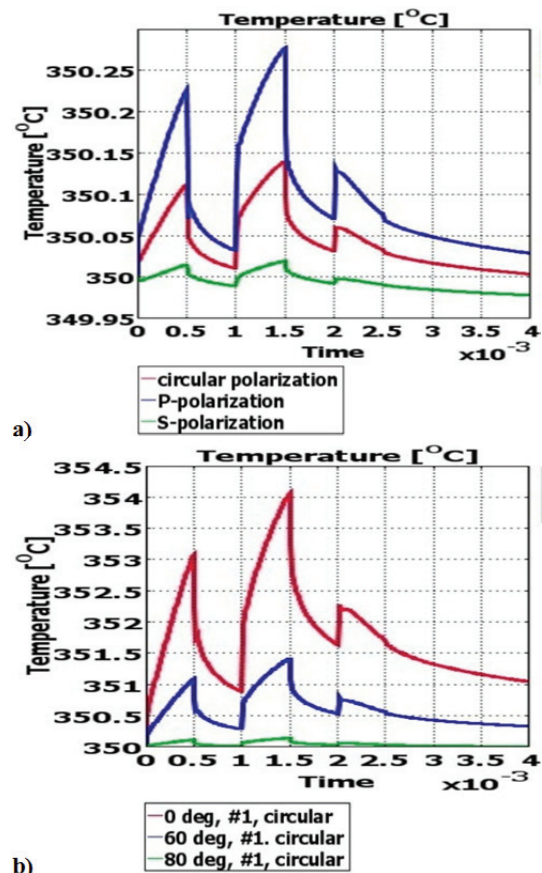 Temperature [°C]
Temperature [°C]
350.25
350.2
350.15
350.1
350.05
350
349.95
0 0.5 1 1.5 2 2.5 3 3.5 4
Time
x10⁻³
circular polarization
P-polarization
S-polarization
a)
Temperature [°C]
Temperature [°C]
354.5
354
353
352
351.5
351
350.5
350
0 0.5 1 1.5 2 2.5 3 3.5 4
Time
x10⁻³
0 deg, #1, circular
60 deg, #1. circular
80 deg, #1, circular
b)